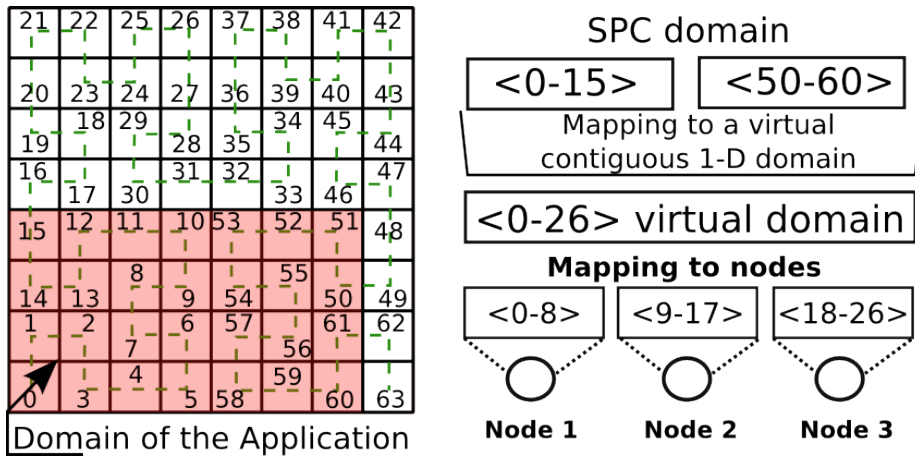 21 22 25 26 37 38 41 42
20 23 24 27 36 39 40 43
19 18 29 28 35 34 45 44
16 17 30 31 32 33 46 47
15 12 11 10 53 52 51 48
14 13 8 9 54 55 50 49
1 2 7 6 57 56 61 62
0 3 4 5 58 59 60 63
Domain of the Application
SPC domain
<0-15> <50-60>
Mapping to a virtual
contiguous 1-D domain
<0-26> virtual domain
Mapping to nodes
<0-8> <9-17> <18-26>
Node 1 Node 2 Node 3